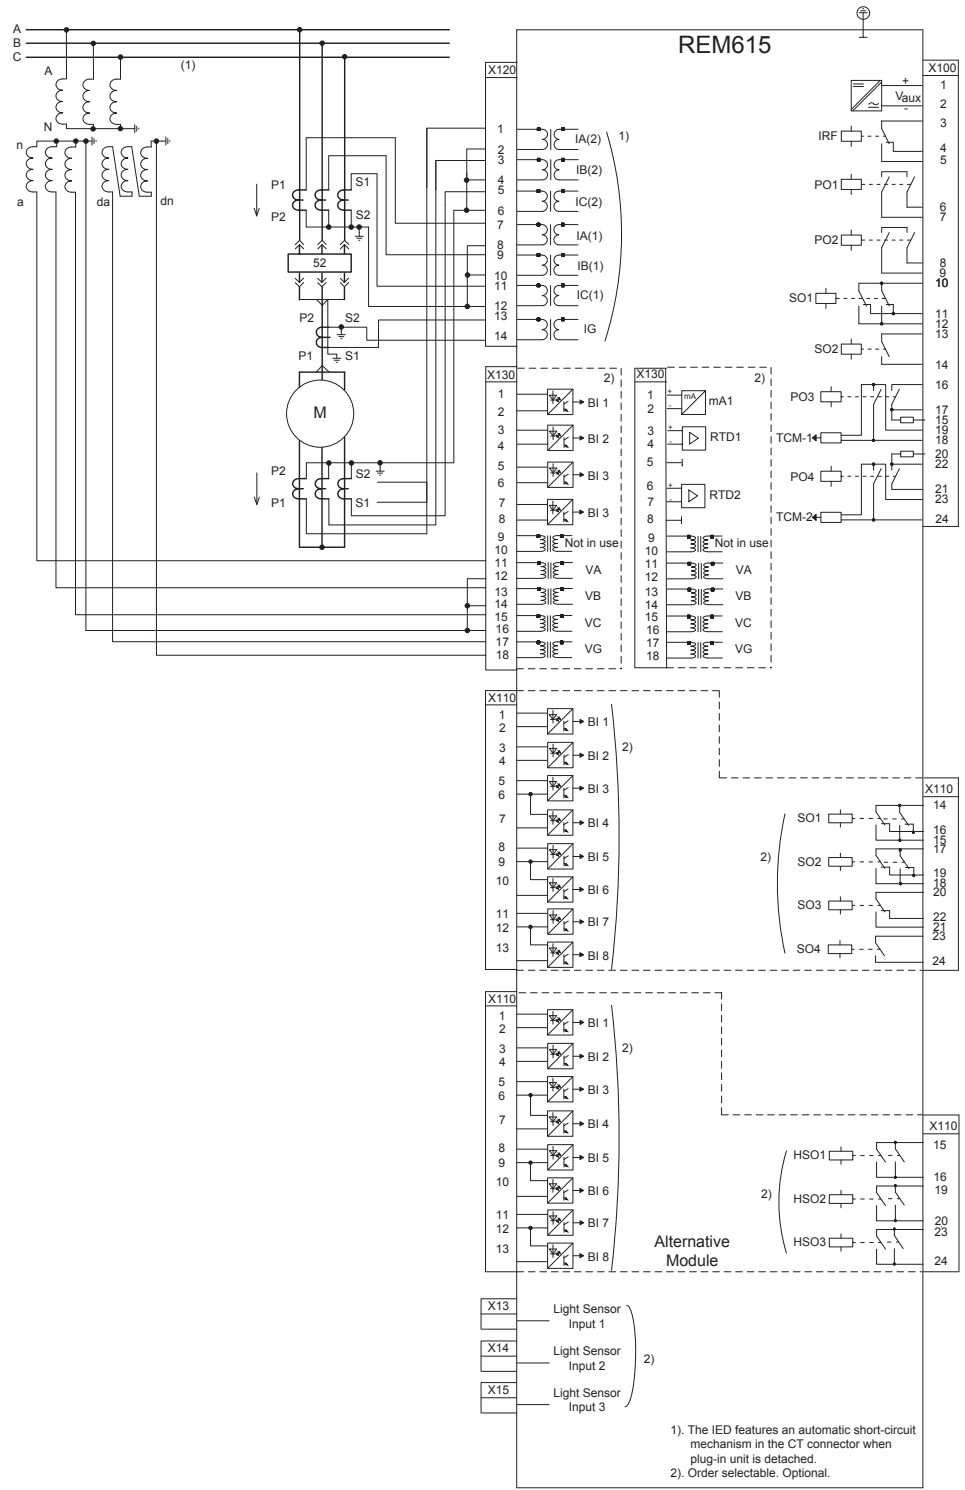 REM615
A
B
C
(1)
A
N
n
a
da
dn
P1
S1
P2
S2
52
P2
S2
P1
S1
M
P2
S2
P1
S1
X120
1
2
3
4
5
6
7
8
9
10
11
12
13
14
IA(2)
IB(2)
IC(2)
IA(1)
IB(1)
IC(1)
IG
1)
X130
2)
1
2
3
4
5
6
7
8
9
10
11
12
13
14
15
16
17
18
BI 1
BI 2
BI 3
BI 3
Not in use
VA
VB
VC
VG
X130
2)
1
2
3
4
5
6
7
8
9
10
11
12
13
14
15
16
17
18
+
-
mA
mA1
+
-
RTD1
+
-
RTD2
Not in use
VA
VB
VC
VG
X100
1
2
3
4
5
6
7
8
9
10
11
12
13
14
16
17
15
19
18
20
22
21
23
24
+
Vaux
-
IRF
PO1
PO2
SO1
SO2
PO3
TCM-1
PO4
TCM-2
X110
1
2
3
4
5
6
7
8
9
10
11
12
13
BI 1
BI 2
BI 3
BI 4
BI 5
BI 6
BI 7
BI 8
2)
X110
14
16
15
17
19
18
20
22
21
23
24
2)
SO1
SO2
SO3
SO4
X110
1
2
3
4
5
6
7
8
9
10
11
12
13
BI 1
BI 2
BI 3
BI 4
BI 5
BI 6
BI 7
BI 8
2)
X110
15
16
19
20
23
24
2)
HSO1
HSO2
HSO3
Alternative
Module
X13
Light Sensor
Input 1
X14
Light Sensor
Input 2
X15
Light Sensor
Input 3
2)
1). The IED features an automatic short-circuit
mechanism in the CT connector when
plug-in unit is detached.
2). Order selectable. Optional.